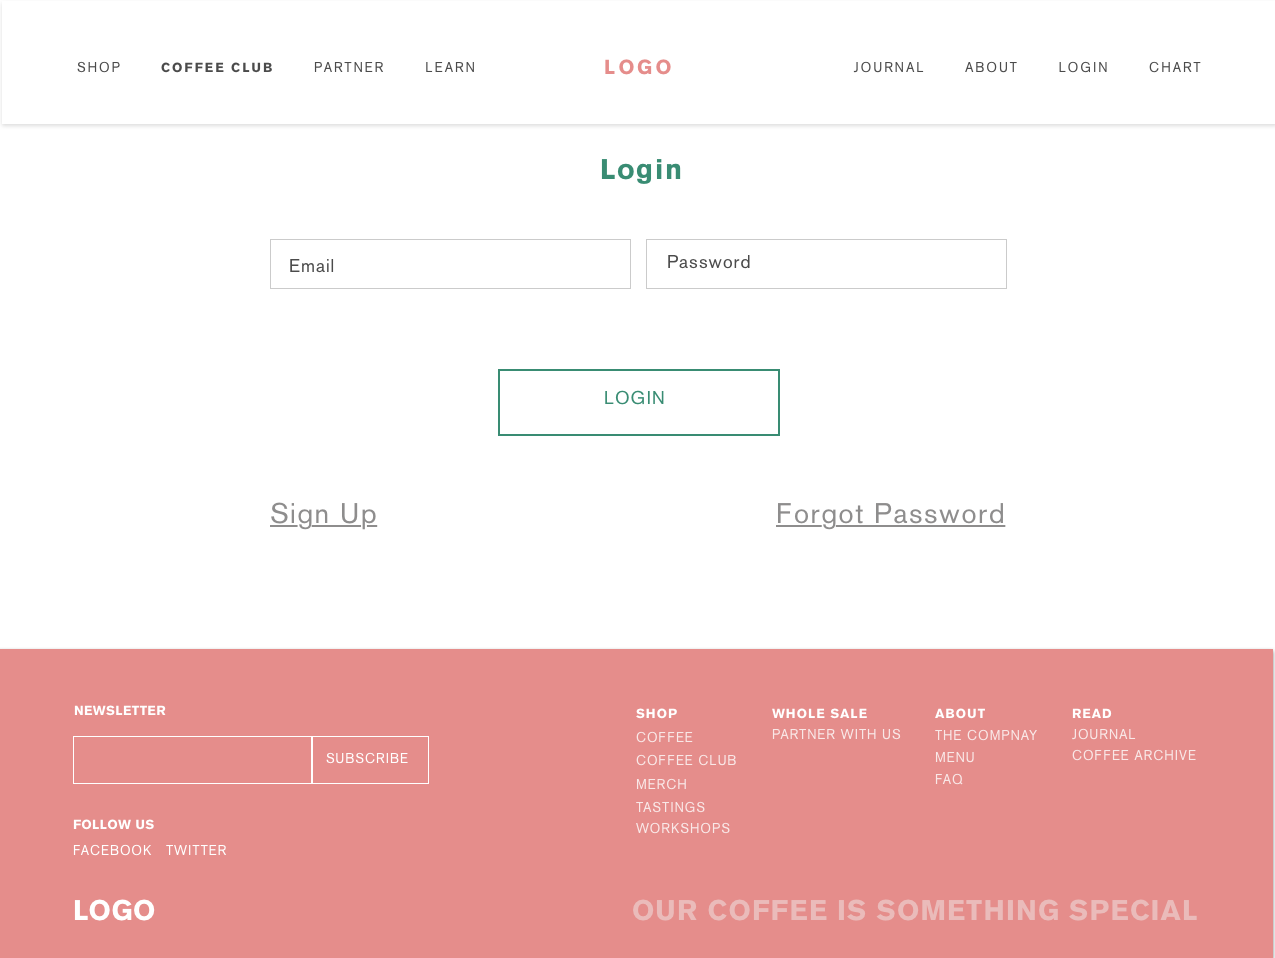 SHOP COFFEE CLUB PARTNER LEARN LOGO JOURNAL ABOUT LOGIN CHART
Login
Email Password
LOGIN
Sign Up Forgot Password
NEWSLETTER
SUBSCRIBE
FOLLOW US
FACEBOOK TWITTER
LOGO
SHOP
COFFEE
COFFEE CLUB
MERCH
TASTINGS
WORKSHOPS
WHOLE SALE
PARTNER WITH US
ABOUT
THE COMPNAY
MENU
FAQ
READ
JOURNAL
COFFEE ARCHIVE
OUR COFFEE IS SOMETHING SPECIAL